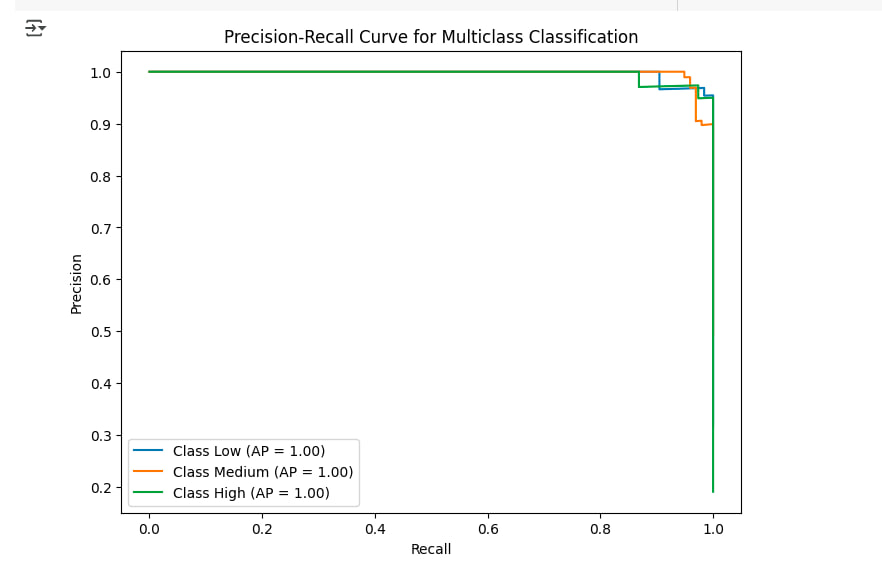 Precision-Recall Curve for Multiclass Classification
1.0
0.9
0.8
0.7
0.6
0.5
0.4
0.3
0.2
Precision
Class Low (AP = 1.00)
Class Medium (AP = 1.00)
Class High (AP = 1.00)
0.0 0.2 0.4 0.6 0.8 1.0
Recall